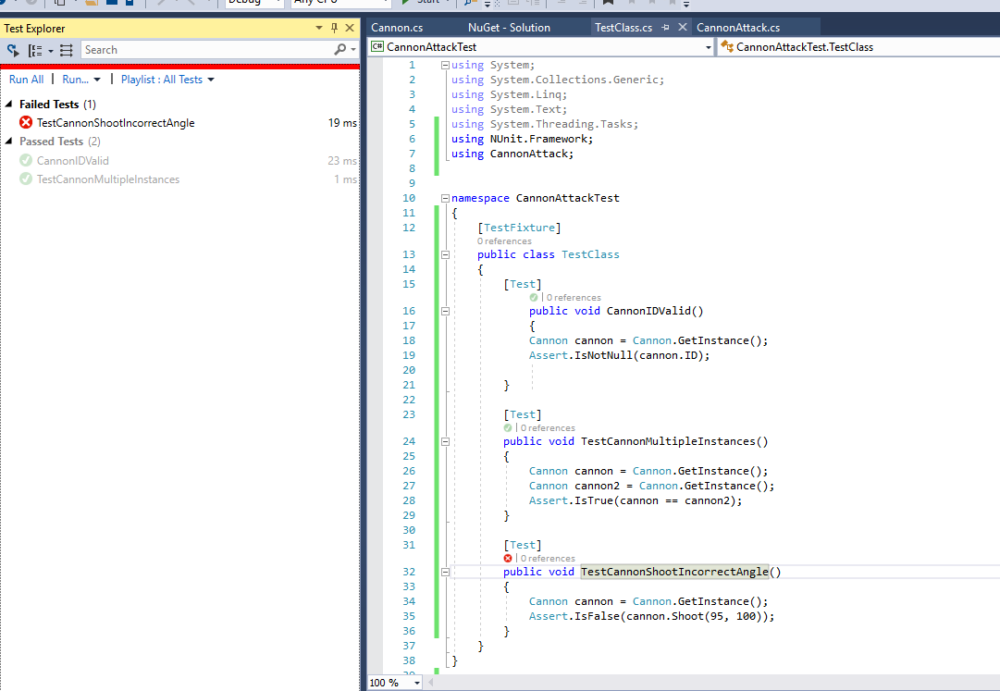 Debug Any CPU Start
Test Explorer
Search
Run All | Run... | Playlist : All Tests
Failed Tests (1)
TestCannonShootIncorrectAngle 19 ms
Passed Tests (2)
CannonIDValid 23 ms
TestCannonMultipleInstances 1 ms
Cannon.cs NuGet - Solution TestClass.cs CannonAttack.cs
C# CannonAttackTest CannonAttackTest.TestClass
1 using System;
2 using System.Collections.Generic;
3 using System.Linq;
4 using System.Text;
5 using System.Threading.Tasks;
6 using NUnit.Framework;
7 using CannonAttack;
8
9
10 namespace CannonAttackTest
11 {
12 [TestFixture]
0 references
13 public class TestClass
14 {
15 [Test]
| 0 references
16 public void CannonIDValid()
17 {
18 Cannon cannon = Cannon.GetInstance();
19 Assert.IsNotNull(cannon.ID);
20
21 }
22
23 [Test]
| 0 references
24 public void TestCannonMultipleInstances()
25 {
26 Cannon cannon = Cannon.GetInstance();
27 Cannon cannon2 = Cannon.GetInstance();
28 Assert.IsTrue(cannon == cannon2);
29 }
30
31 [Test]
| 0 references
32 public void TestCannonShootIncorrectAngle()
33 {
34 Cannon cannon = Cannon.GetInstance();
35 Assert.IsFalse(cannon.Shoot(95, 100));
36 }
37 }
38 }
39
100 %